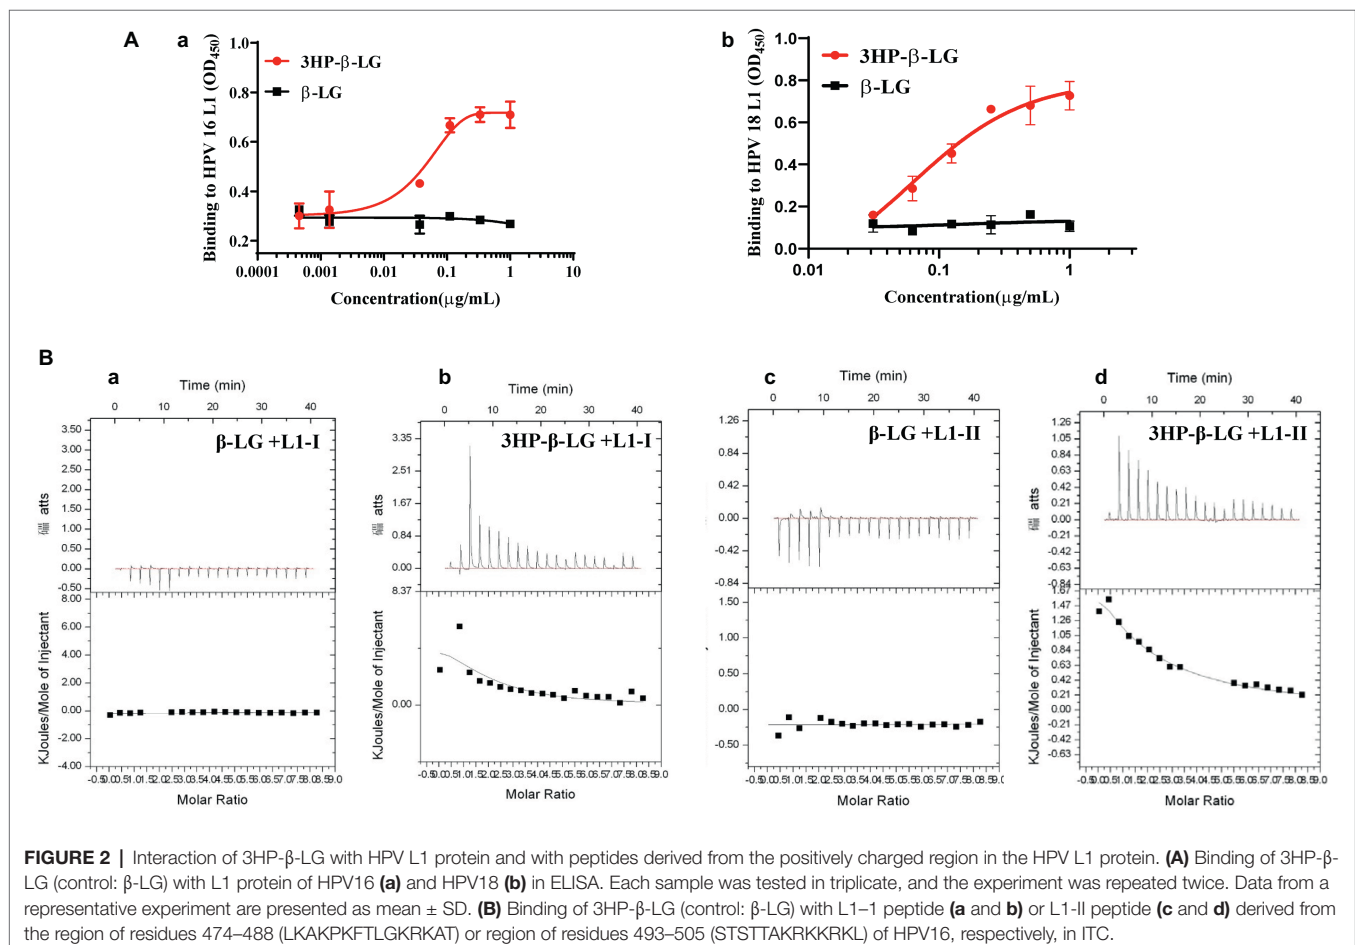 A
a
Binding to HPV 16 L1 (OD450)
1.0
0.8
0.6
0.4
0.2
3HP-β-LG
β-LG
0.0001
0.001
0.01
0.1
1
10
Concentration(μg/mL)
b
Binding to HPV 18 L1 (OD450)
1.0
0.8
0.6
0.4
0.2
0.0
3HP-β-LG
β-LG
0.01
0.1
1
Concentration(μg/mL)
B
a
Time (min)
0 10 20 30 40
β-LG +L1-I
3.50
3.00
2.50
2.00
1.50
1.00
0.50
0.00
-0.50
atts
8.00
6.00
4.00
2.00
0.00
-2.00
-4.00
KJoules/Mole of Injectant
Molar Ratio
b
Time (min)
0 10 20 30 40
3HP-β-LG +L1-I
3.35
2.51
1.67
0.84
0.00
atts
8.37
0.00
KJoules/Mole of Injectant
Molar Ratio
c
Time (min)
0 10 20 30 40
β-LG +L1-II
1.26
0.84
0.42
0.00
-0.42
-0.84
1.50
1.00
0.50
0.00
-0.50
Molar Ratio
d
Time (min)
0 10 20 30 40
3HP-β-LG +L1-II
1.26
1.05
0.84
0.63
0.42
0.21
0.00
-0.21
-0.42
-0.63
-0.84
atts
1.67
1.47
1.26
1.05
0.84
0.63
0.42
0.21
0.00
-0.21
-0.42
-0.63
KJoules/Mole of Injectant
Molar Ratio
FIGURE 2 | Interaction of 3HP-β-LG with HPV L1 protein and with peptides derived from the positively charged region in the HPV L1 protein. (A) Binding of 3HP-β-
LG (control: β-LG) with L1 protein of HPV16 (a) and HPV18 (b) in ELISA. Each sample was tested in triplicate, and the experiment was repeated twice. Data from a
representative experiment are presented as mean ± SD. (B) Binding of 3HP-β-LG (control: β-LG) with L1–1 peptide (a and b) or L1-II peptide (c and d) derived from
the region of residues 474–488 (LKAKPKFTLGKRKAT) or region of residues 493–505 (STSTTAKRKKRKL) of HPV16, respectively, in ITC.